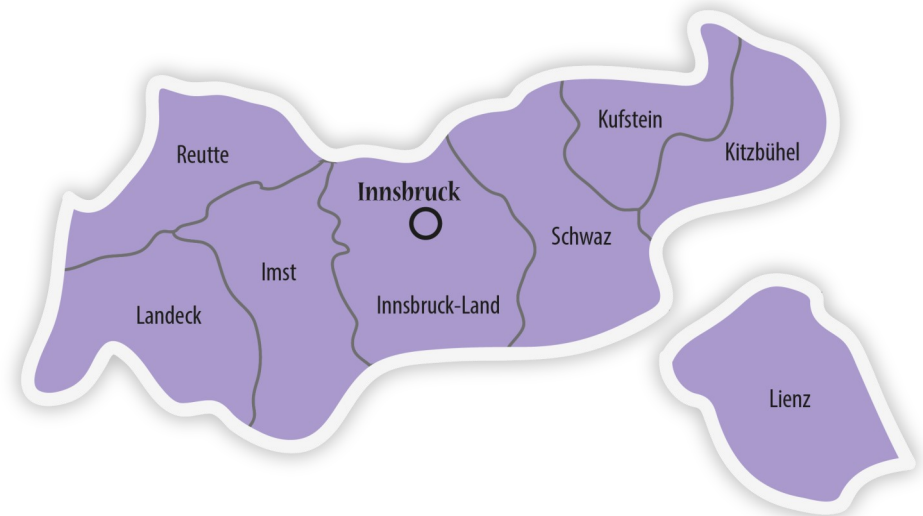 Kufstein
Kitzbühel
Reutte
Innsbruck
Schwaz
Imst
Innsbruck-Land
Landeck
Lienz